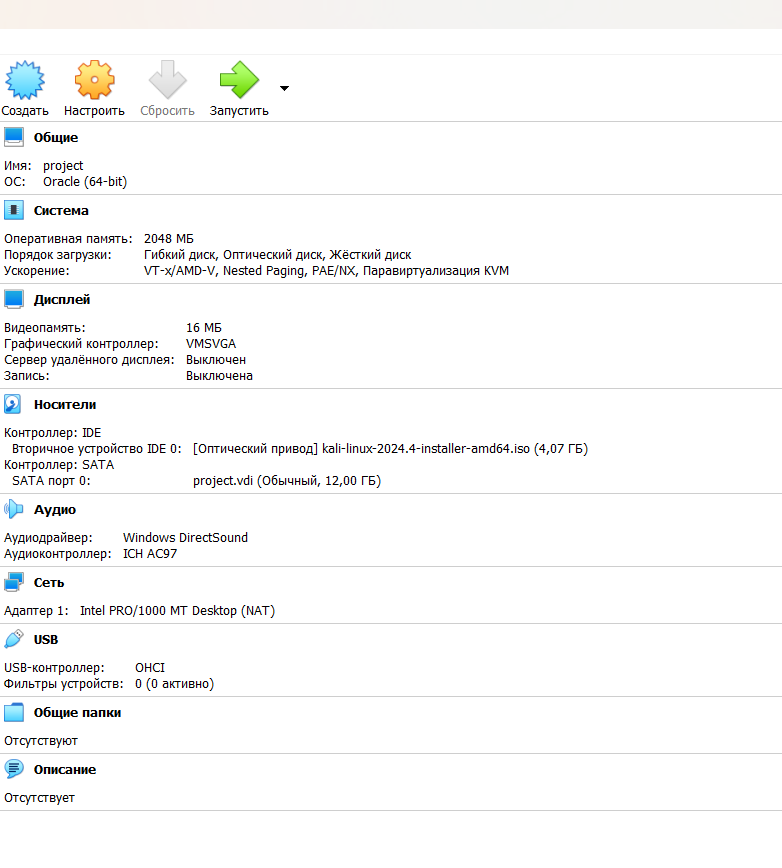 Создать Настроить Сбросить Запустить
Общие
Имя: project
ОС: Oracle (64-bit)
Система
Оперативная память: 2048 МБ
Порядок загрузки: Гибкий диск, Оптический диск, Жёсткий диск
Ускорение: VT-x/AMD-V, Nested Paging, PAE/NX, Паравиртуализация KVM
Дисплей
Видеопамять: 16 МБ
Графический контроллер: VMSVGA
Сервер удалённого дисплея: Выключен
Запись: Выключена
Носители
Контроллер: IDE
Вторичное устройство IDE 0: [Оптический привод] kali-linux-2024.4-installer-amd64.iso (4,07 ГБ)
Контроллер: SATA
SATA порт 0: project.vdi (Обычный, 12,00 ГБ)
Аудио
Аудиодрайвер: Windows DirectSound
Аудиоконтроллер: ICH AC97
Сеть
Адаптер 1: Intel PRO/1000 MT Desktop (NAT)
USB
USB-контроллер: OHCI
Фильтры устройств: 0 (0 активно)
Общие папки
Отсутствуют
Описание
Отсутствует